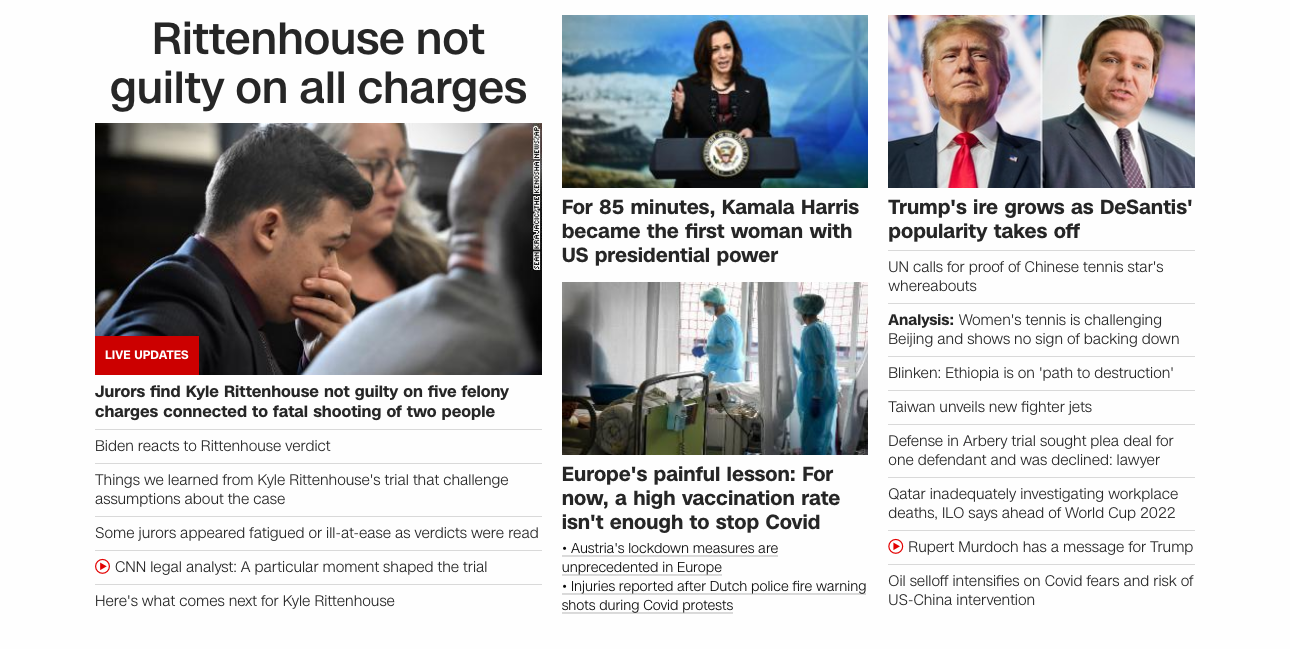 Rittenhouse not
guilty on all charges
SEAN KRAJACIC/THE KENOSHA NEWS/AP
LIVE UPDATES
Jurors find Kyle Rittenhouse not guilty on five felony
charges connected to fatal shooting of two people
Biden reacts to Rittenhouse verdict
Things we learned from Kyle Rittenhouse's trial that challenge
assumptions about the case
Some jurors appeared fatigued or ill-at-ease as verdicts were read
CNN legal analyst: A particular moment shaped the trial
Here's what comes next for Kyle Rittenhouse
For 85 minutes, Kamala Harris
became the first woman with
US presidential power
Europe's painful lesson: For
now, a high vaccination rate
isn't enough to stop Covid
• Austria's lockdown measures are
unprecedented in Europe
• Injuries reported after Dutch police fire warning
shots during Covid protests
Trump's ire grows as DeSantis'
popularity takes off
UN calls for proof of Chinese tennis star's
whereabouts
Analysis: Women's tennis is challenging
Beijing and shows no sign of backing down
Blinken: Ethiopia is on 'path to destruction'
Taiwan unveils new fighter jets
Defense in Arbery trial sought plea deal for
one defendant and was declined: lawyer
Qatar inadequately investigating workplace
deaths, ILO says ahead of World Cup 2022
Rupert Murdoch has a message for Trump
Oil selloff intensifies on Covid fears and risk of
US-China intervention